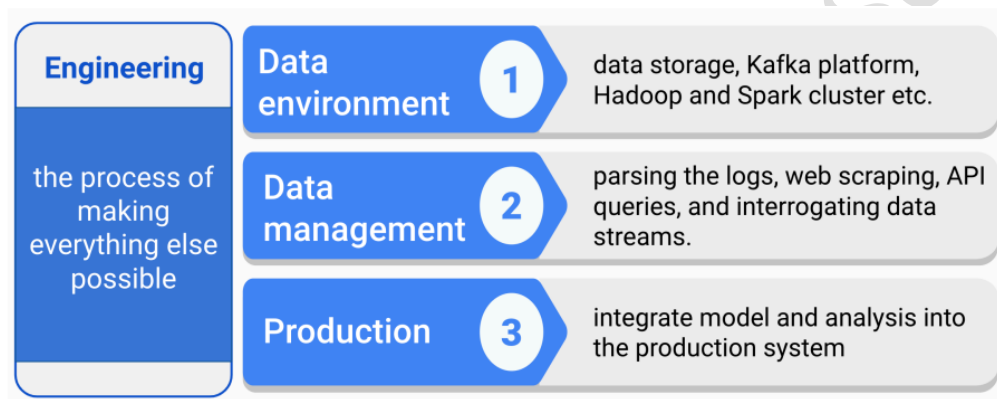 Engineering
the process of
making
everything else
possible
Data
environment
1
data storage, Kafka platform,
Hadoop and Spark cluster etc.
Data
management
2
parsing the logs, web scraping, API
queries, and interrogating data
streams.
Production
3
integrate model and analysis into
the production system